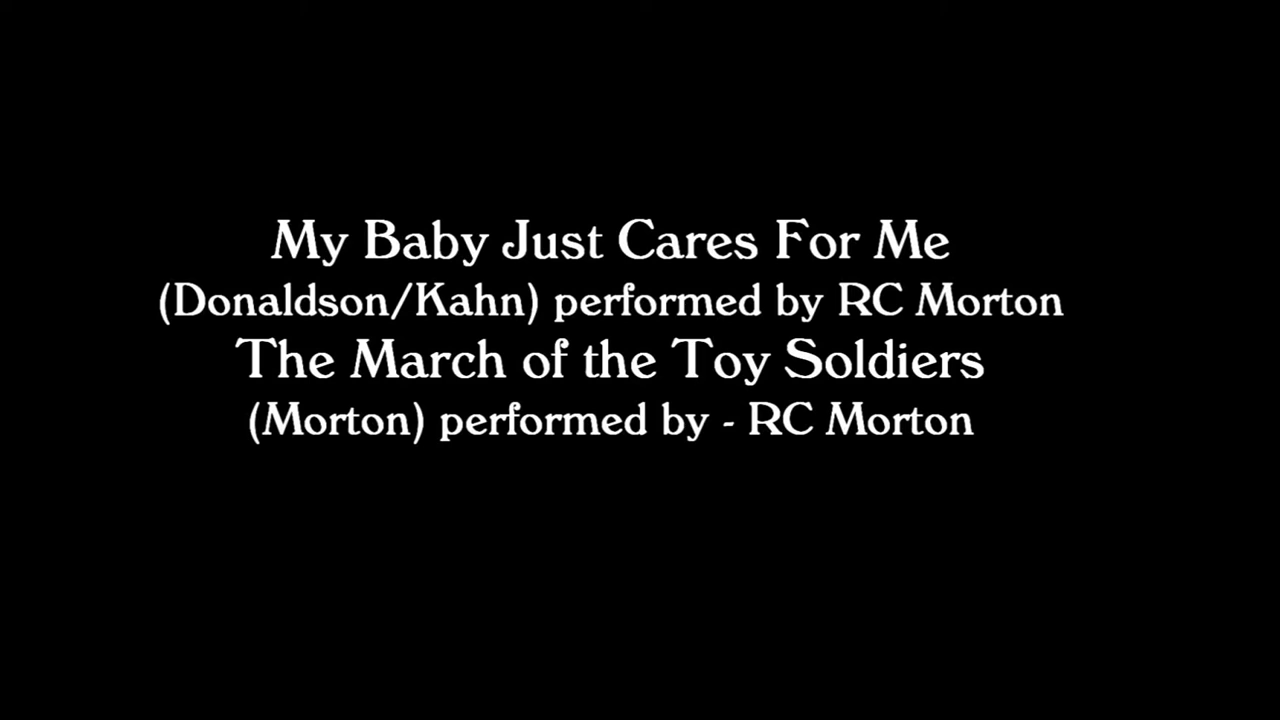 My Baby Just Cares For Me
(Donaldson/Kahn) performed by RC Morton
The March of the Toy Soldiers
(Morton) performed by - RC Morton